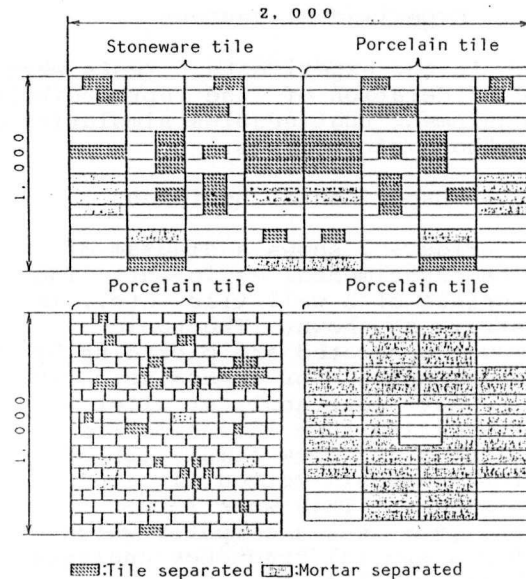 2,000
Stoneware tile Porcelain tile
1,000
Porcelain tile Porcelain tile
1,000
:Tile separated :Mortar separated